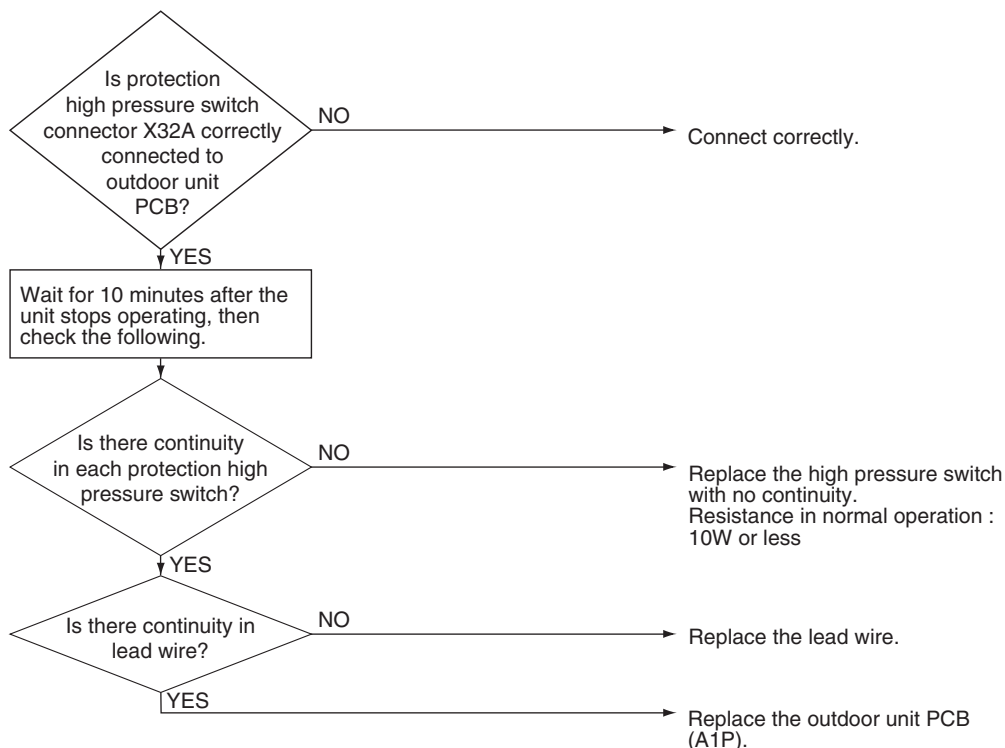 Is protection
high pressure switch
connector X32A correctly
connected to
outdoor unit
PCB?
NO
Connect correctly.
YES
Wait for 10 minutes after the
unit stops operating, then
check the following.
Is there continuity
in each protection high
pressure switch?
NO
Replace the high pressure switch
with no continuity.
Resistance in normal operation :
10W or less
YES
Is there continuity in
lead wire?
NO
Replace the lead wire.
YES
Replace the outdoor unit PCB
(A1P).